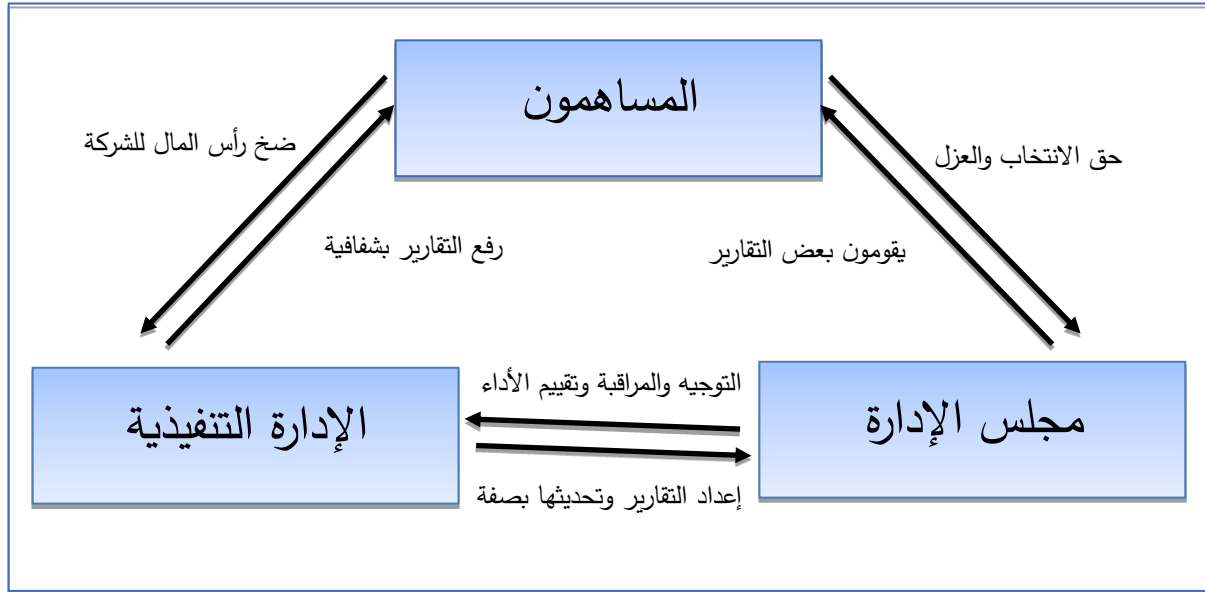 المساهمون
ضخ رأس المال للشركة
حق الانتخاب والعزل
رفع التقارير بشفافية
يقومون بعض التقارير
التوجيه والمراقبة وتقييم الأداء
مجلس الإدارة
الإدارة التنفيذية
إعداد التقارير وتحديثها بصفة